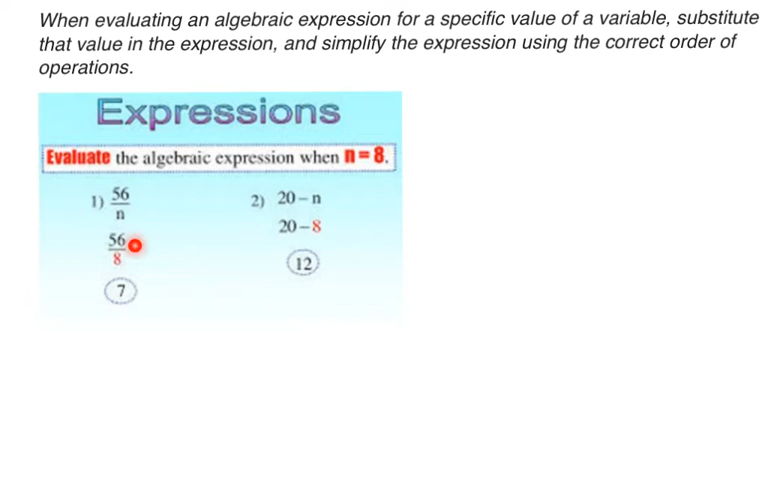 When evaluating an algebraic expression for a specific value of a variable, substitute
that value in the expression, and simplify the expression using the correct order of
operations.
Expressions
Evaluate the algebraic expression when n = 8.
1) 56/n
56/8
7
2) 20 – n
20 – 8
12